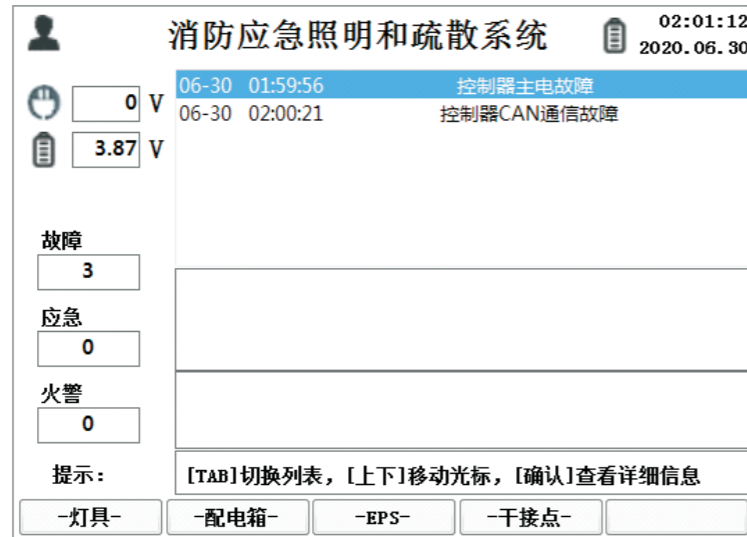 消防应急照明和疏散系统
02:01:12
2020.06.30
0 V
3.87 V
06-30 01:59:56 控制器主电故障
06-30 02:00:21 控制器CAN通信故障
故障
3
应急
0
火警
0
提示: [TAB]切换列表，[上下]移动光标，[确认]查看详细信息
-灯具- -配电箱- -EPS- -干接点-